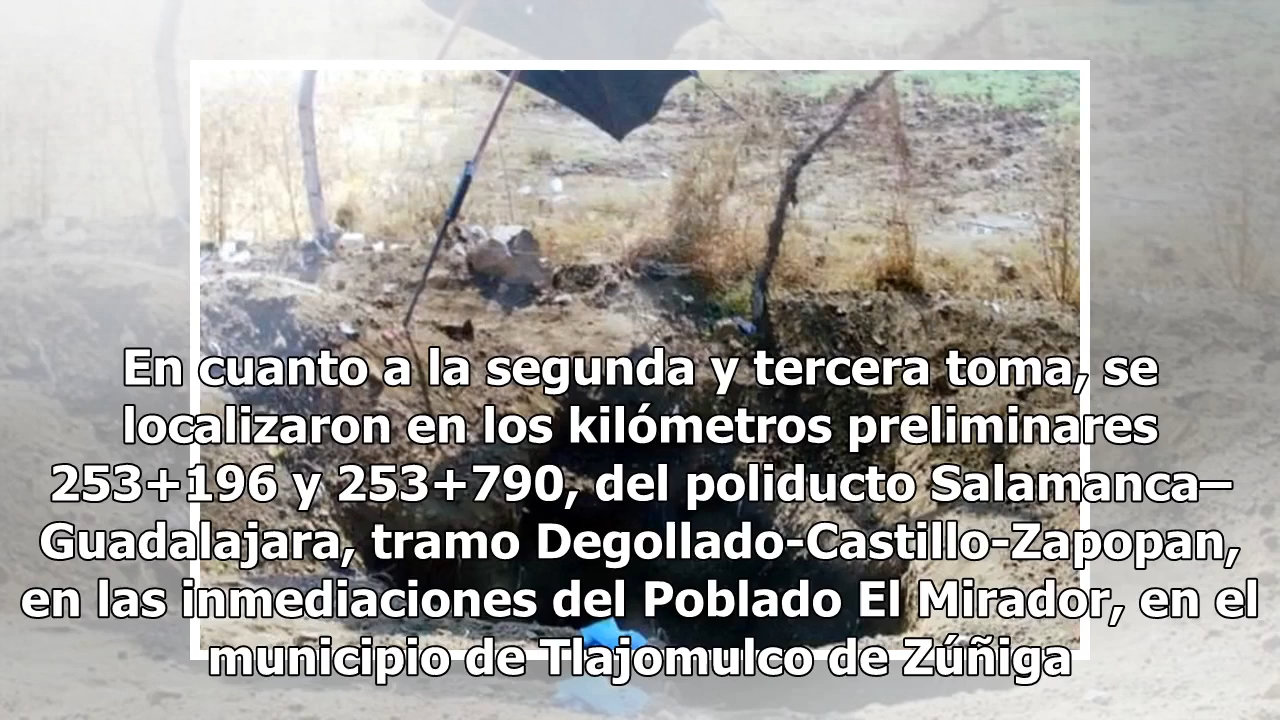 En cuanto a la segunda y tercera toma, se
localizaron en los kilómetros preliminares
253+196 y 253+790, del poliducto Salamanca–
Guadalajara, tramo Degollado-Castillo-Zapopan,
en las inmediaciones del Poblado El Mirador, en el
municipio de Tlajomulco de Zúñiga